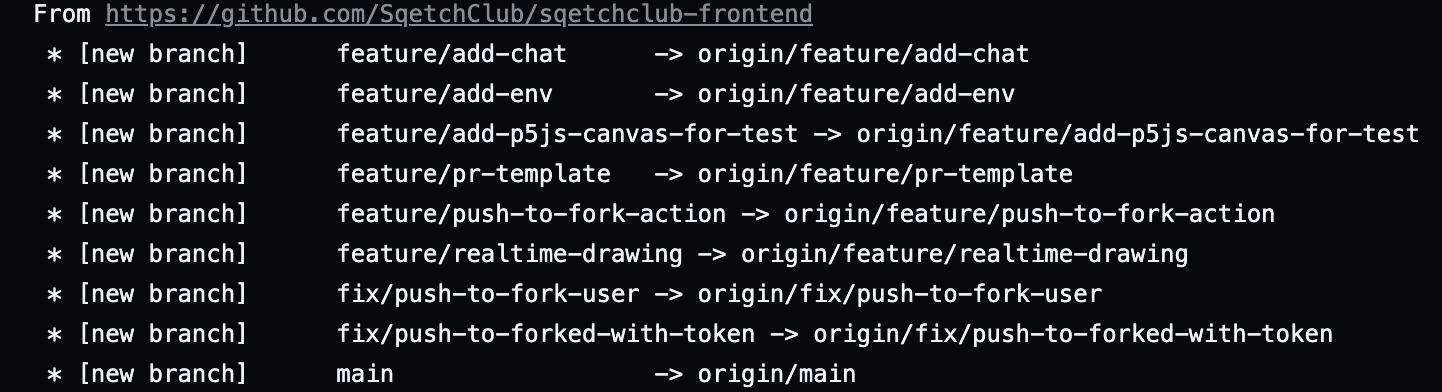 From https://github.com/SqetchClub/sqetchclub-frontend
* [new branch]      feature/add-chat      -> origin/feature/add-chat
* [new branch]      feature/add-env       -> origin/feature/add-env
* [new branch]      feature/add-p5js-canvas-for-test -> origin/feature/add-p5js-canvas-for-test
* [new branch]      feature/pr-template   -> origin/feature/pr-template
* [new branch]      feature/push-to-fork-action -> origin/feature/push-to-fork-action
* [new branch]      feature/realtime-drawing -> origin/feature/realtime-drawing
* [new branch]      fix/push-to-fork-user -> origin/fix/push-to-fork-user
* [new branch]      fix/push-to-forked-with-token -> origin/fix/push-to-forked-with-token
* [new branch]      main                  -> origin/main